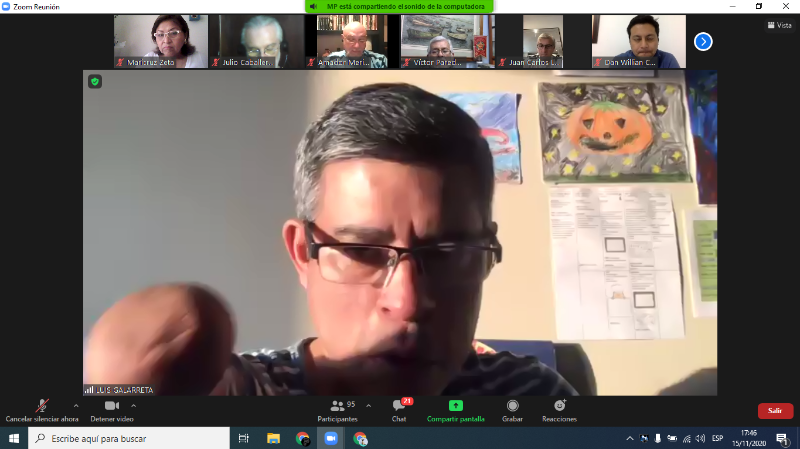 Zoom Reunión
MP está compartiendo el sonido de la computadora
Vista
Maricruz Zeta
Julio Caballer...
Amador Meri...
Víctor Pared...
Juan Carlos L...
Dan Willian C...
LUIS GALARRETA
Cancelar silenciar ahora
Detener video
95
Participantes
21
Chat
Compartir pantalla
Grabar
Reacciones
Salir
Escribe aquí para buscar
ESP
17:46
15/11/2020
1